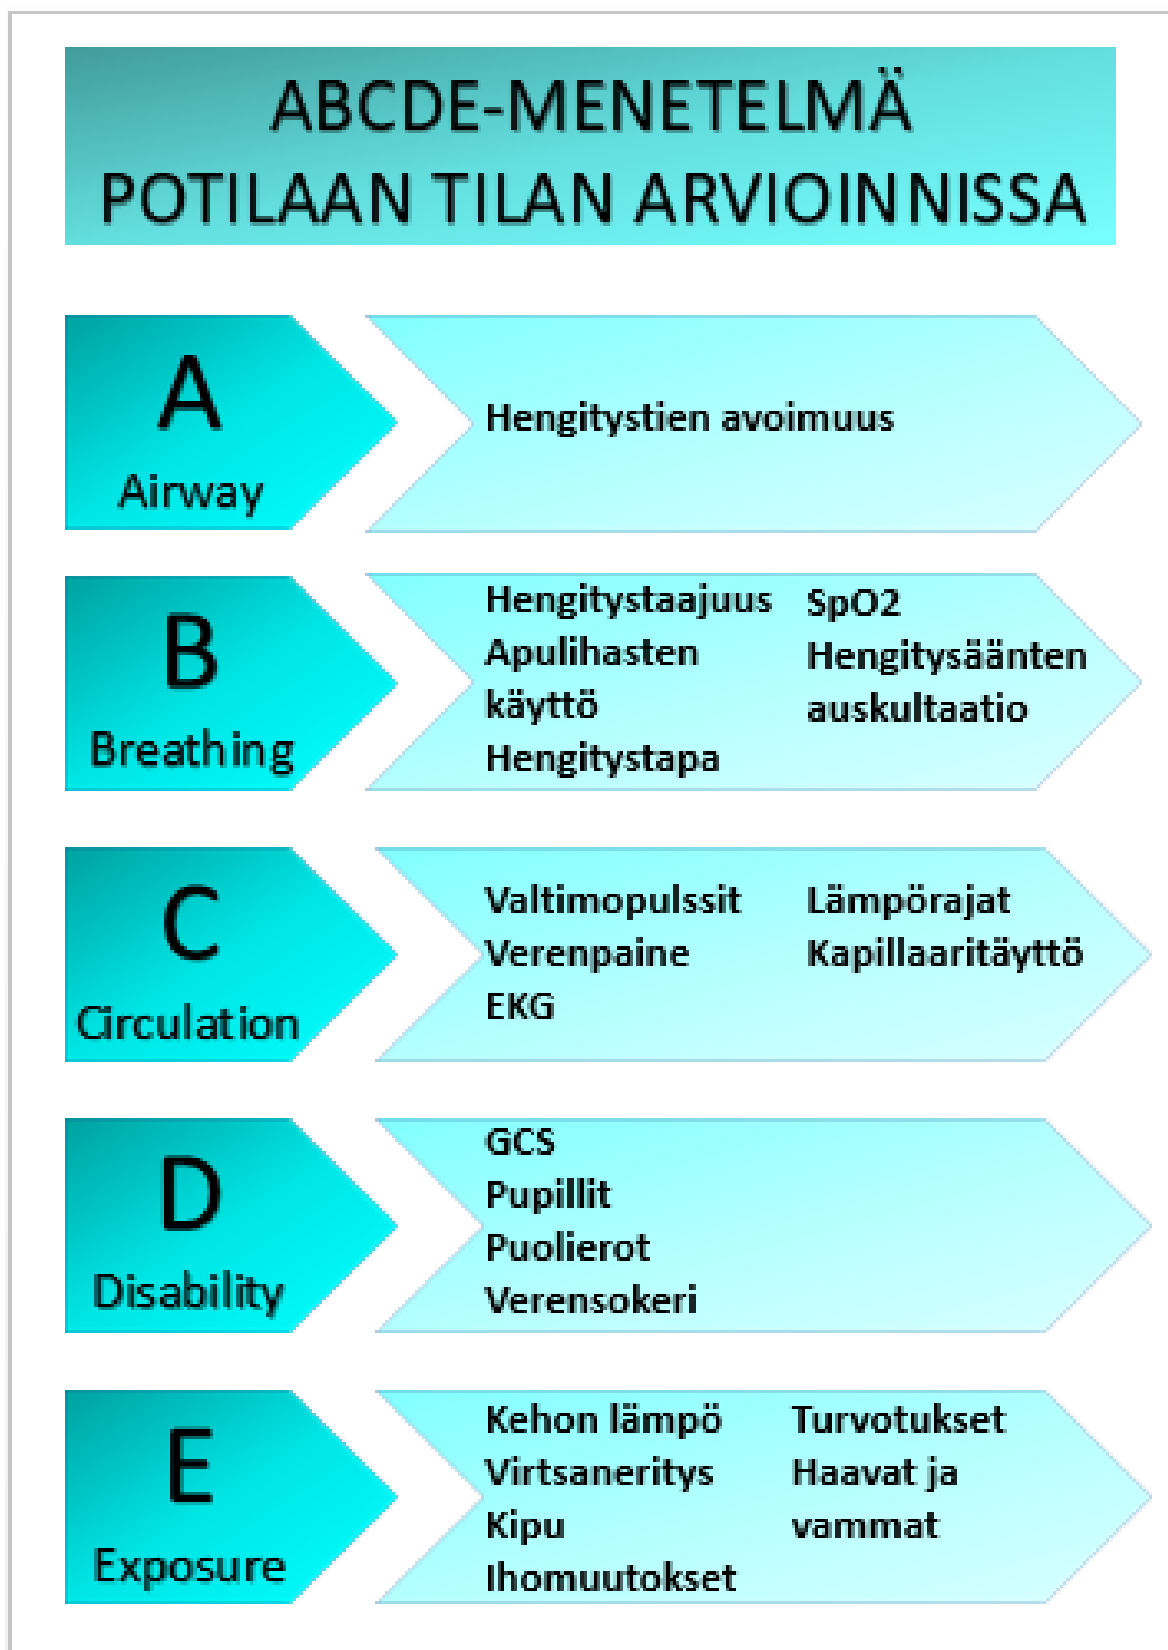 ABCDE-MENETELMÄ
POTILAAN TILAN ARVIOINNISSA
A
Airway
Hengitystien avoimuus
B
Breathing
Hengitystaajuus
Apulihasten
käyttö
Hengitystapa
SpO2
Hengitysäänten
auskultaatio
C
Circulation
Valtimopulssit
Verenpaine
EKG
Lämpörajat
Kapillaaritäyttö
D
Disability
GCS
Pupillit
Puolierot
Verensokeri
E
Exposure
Kehon lämpö
Virtsaneritys
Kipu
Ihomuutokset
Turvotukset
Haavat ja
vammat